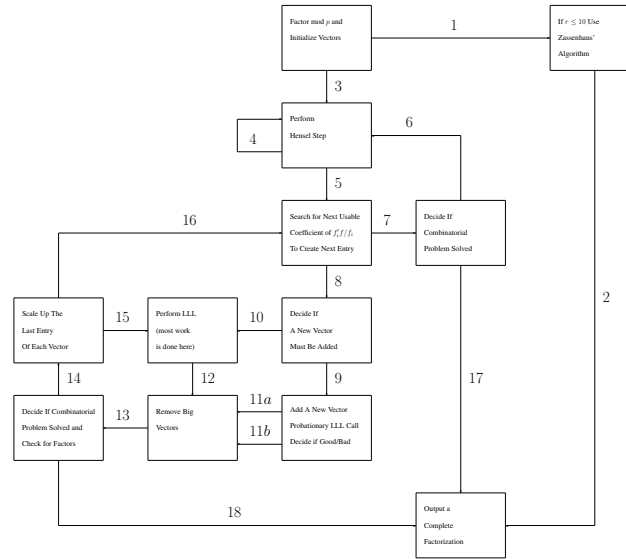 Factor mod p and
Initialize Vectors
1
If r ≤ 10 Use
Zassenhaus'
Algorithm
3
Perform
Hensel Step
4
6
5
Search for Next Usable
Coefficient of f'ᵢf/fᵢ
To Create Next Entry
7
Decide If
Combinatorial
Problem Solved
16
8
2
Scale Up The
Last Entry
Of Each Vector
15
Perform LLL
(most work
is done here)
10
Decide If
A New Vector
Must Be Added
14
12
9
17
Decide If Combinatorial
Problem Solved and
Check for Factors
13
Remove Big
Vectors
11a
11b
Add A New Vector
Probationary LLL Call
Decide if Good/Bad
18
Output a
Complete
Factorization